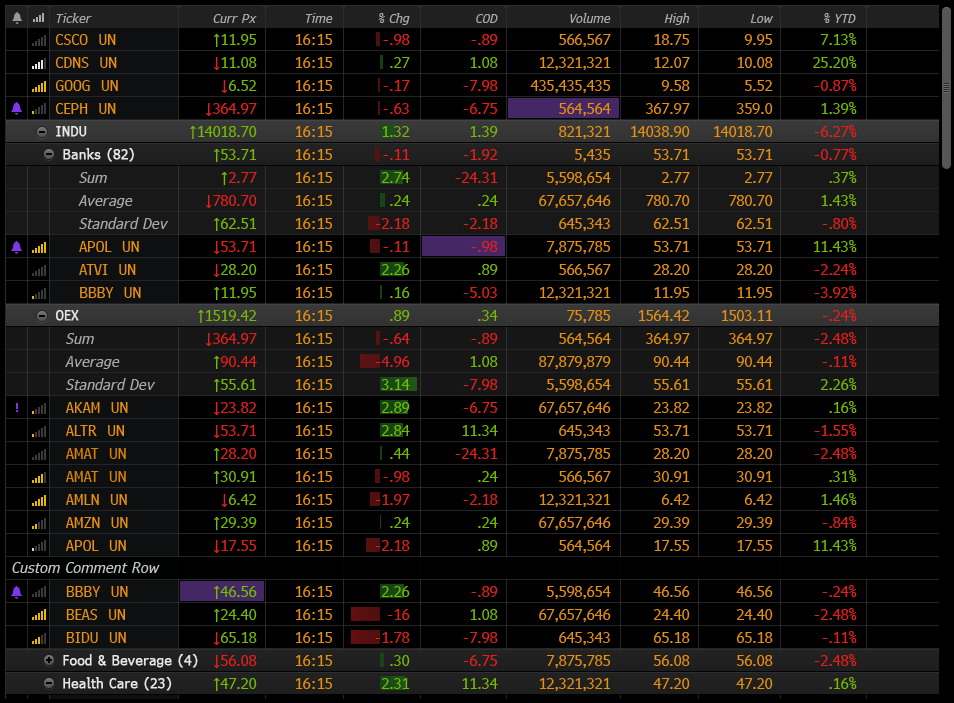 Ticker Curr Px Time % Chg COD Volume High Low % YTD
CSCO UN ↑11.95 16:15 -.98 -.89 566,567 18.75 9.95 7.13%
CDNS UN ↓11.08 16:15 .27 1.08 12,321,321 12.07 10.08 25.20%
GOOG UN ↓6.52 16:15 -.17 -7.98 435,435,435 9.58 5.52 -0.87%
CEPH UN ↓364.97 16:15 -.63 -6.75 564,564 367.97 359.0 1.39%
INDU ↑14018.70 16:15 1.32 1.39 821,321 14038.90 14018.70 -6.27%
Banks (82) ↑53.71 16:15 -.11 -1.92 5,435 53.71 53.71 -0.77%
Sum ↑2.77 16:15 2.74 -24.31 5,598,654 2.77 2.77 .37%
Average ↓780.70 16:15 .24 .24 67,657,646 780.70 780.70 1.43%
Standard Dev ↑62.51 16:15 -2.18 -2.18 645,343 62.51 62.51 -.80%
APOL UN ↓53.71 16:15 -.11 -.98 7,875,785 53.71 53.71 11.43%
ATVI UN ↓28.20 16:15 2.26 .89 566,567 28.20 28.20 -2.24%
BBBY UN ↑11.95 16:15 .16 -5.03 12,321,321 11.95 11.95 -3.92%
OEX ↑1519.42 16:15 .89 .34 75,785 1564.42 1503.11 -.24%
Sum ↓364.97 16:15 -.64 -.89 564,564 364.97 364.97 -2.48%
Average ↑90.44 16:15 -4.96 1.08 87,879,879 90.44 90.44 -.11%
Standard Dev ↑55.61 16:15 3.14 -7.98 5,598,654 55.61 55.61 2.26%
! AKAM UN ↓23.82 16:15 2.89 -6.75 67,657,646 23.82 23.82 .16%
ALTR UN ↓53.71 16:15 2.84 11.34 645,343 53.71 53.71 -1.55%
AMAT UN ↑28.20 16:15 .44 -24.31 7,875,785 28.20 28.20 -2.48%
AMAT UN ↑30.91 16:15 -.98 .24 566,567 30.91 30.91 .31%
AMLN UN ↓6.42 16:15 -1.97 -2.18 12,321,321 6.42 6.42 1.46%
AMZN UN ↑29.39 16:15 .24 .24 67,657,646 29.39 29.39 -.84%
APOL UN ↓17.55 16:15 -2.18 .89 564,564 17.55 17.55 11.43%
Custom Comment Row
BBBY UN ↑46.56 16:15 2.26 -.89 5,598,654 46.56 46.56 -.24%
BEAS UN ↑24.40 16:15 -16 1.08 67,657,646 24.40 24.40 -2.48%
BIDU UN ↓65.18 16:15 -1.78 -7.98 645,343 65.18 65.18 -.11%
Food & Beverage (4) ↓56.08 16:15 .30 -6.75 7,875,785 56.08 56.08 -2.48%
Health Care (23) ↑47.20 16:15 2.31 11.34 12,321,321 47.20 47.20 .16%